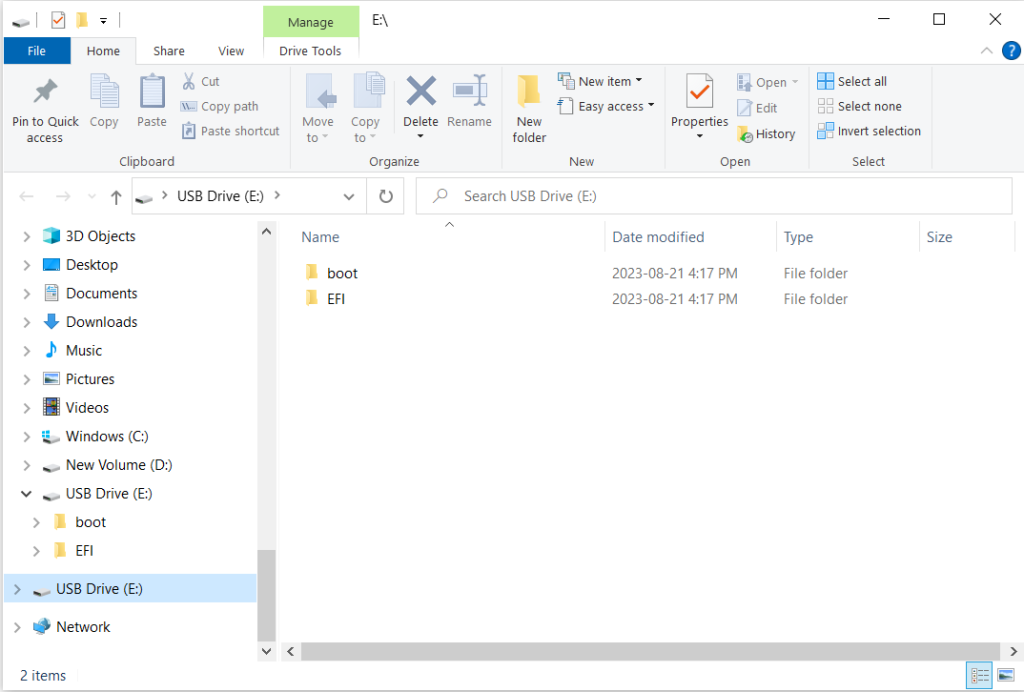 Manage
E:\
File
Home
Share
View
Drive Tools
?
Pin to Quick access
Copy
Paste
Cut
Copy path
Paste shortcut
Clipboard
Move to
Copy to
Delete
Rename
Organize
New folder
New item
Easy access
New
Properties
Open
Edit
History
Open
Select all
Select none
Invert selection
Select
USB Drive (E:)
Search USB Drive (E:)
3D Objects
Desktop
Documents
Downloads
Music
Pictures
Videos
Windows (C:)
New Volume (D:)
USB Drive (E:)
boot
EFI
USB Drive (E:)
Network
Name
Date modified
Type
Size
boot
2023-08-21 4:17 PM
File folder
EFI
2023-08-21 4:17 PM
File folder
2 items